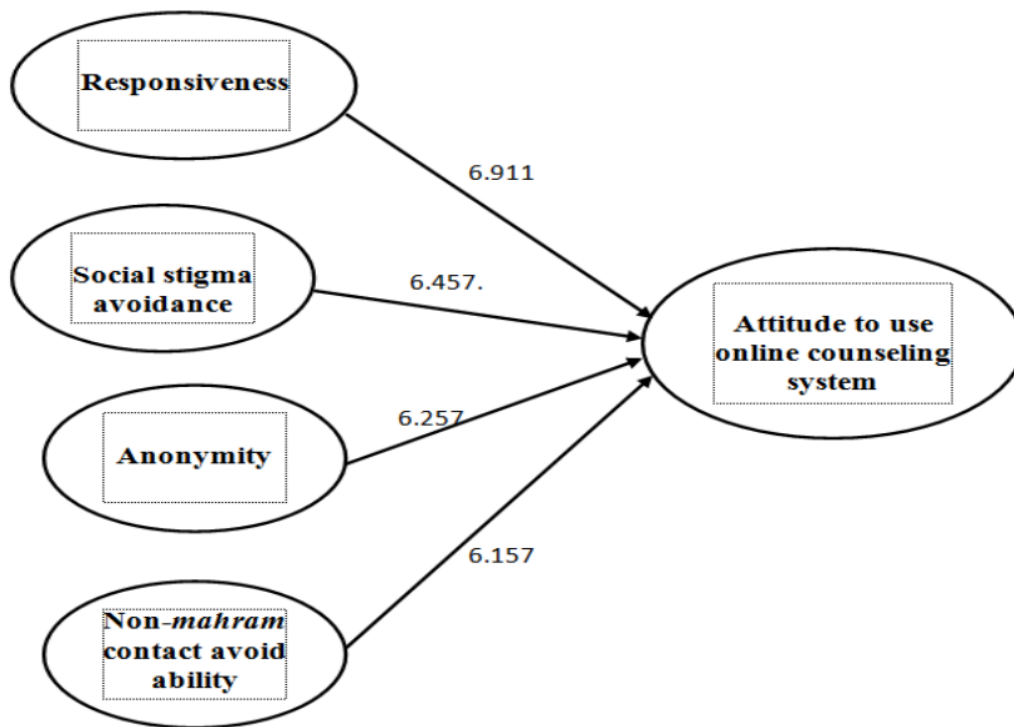 Responsiveness
6.911
Social stigma
avoidance
6.457.
Attitude to use
online counseling
system
Anonymity
6.257
6.157
Non-mahram
contact avoid
ability